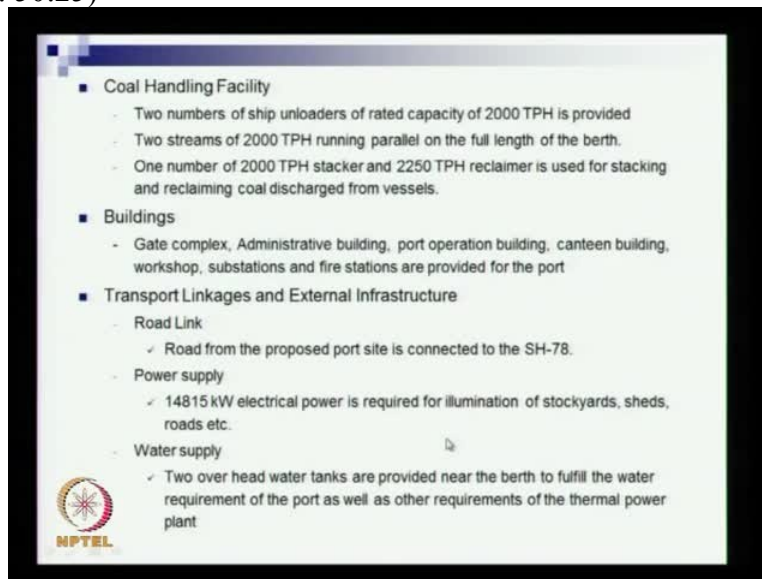 Coal Handling Facility
Two numbers of ship unloaders of rated capacity of 2000 TPH is provided
Two streams of 2000 TPH running parallel on the full length of the berth.
One number of 2000 TPH stacker and 2250 TPH reclaimer is used for stacking
and reclaiming coal discharged from vessels.
Buildings
- Gate complex, Administrative building, port operation building, canteen building,
workshop, substations and fire stations are provided for the port
Transport Linkages and External Infrastructure
Road Link
✓ Road from the proposed port site is connected to the SH-78.
Power supply
✓ 14815 kW electrical power is required for illumination of stockyards, sheds,
roads etc.
Water supply
✓ Two over head water tanks are provided near the berth to fulfill the water
requirement of the port as well as other requirements of the thermal power
plant
NPTEL